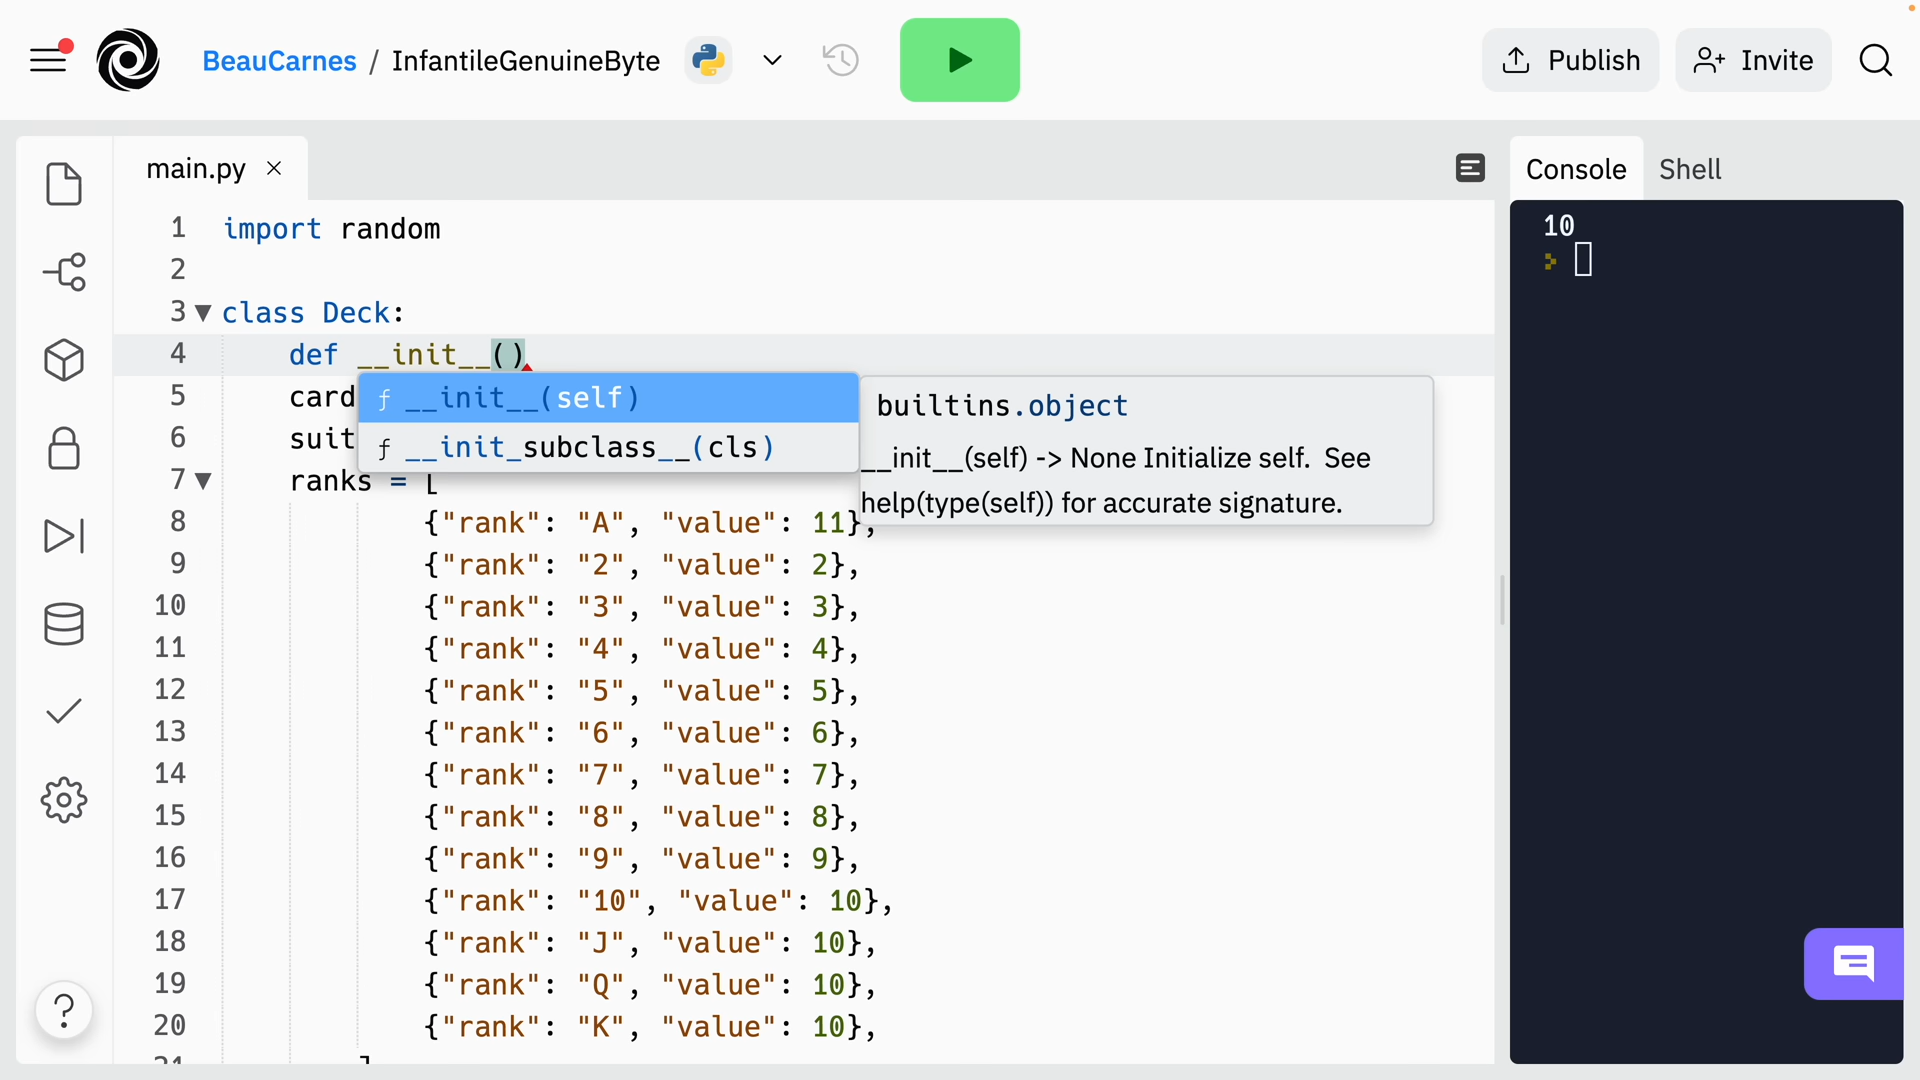 BeauCarnes / InfantileGenuineByte
Publish
Invite
main.py ×
Console
Shell
1 import random
2
3 class Deck:
4 def __init__()
5 card
6 suit
7 ranks = [
8 {"rank": "A", "value": 11},
9 {"rank": "2", "value": 2},
10 {"rank": "3", "value": 3},
11 {"rank": "4", "value": 4},
12 {"rank": "5", "value": 5},
13 {"rank": "6", "value": 6},
14 {"rank": "7", "value": 7},
15 {"rank": "8", "value": 8},
16 {"rank": "9", "value": 9},
17 {"rank": "10", "value": 10},
18 {"rank": "J", "value": 10},
19 {"rank": "Q", "value": 10},
20 {"rank": "K", "value": 10},
21 ]
ƒ __init__(self)
ƒ __init_subclass__(cls)
builtins.object
__init__(self) -> None Initialize self. See
help(type(self)) for accurate signature.
10
?